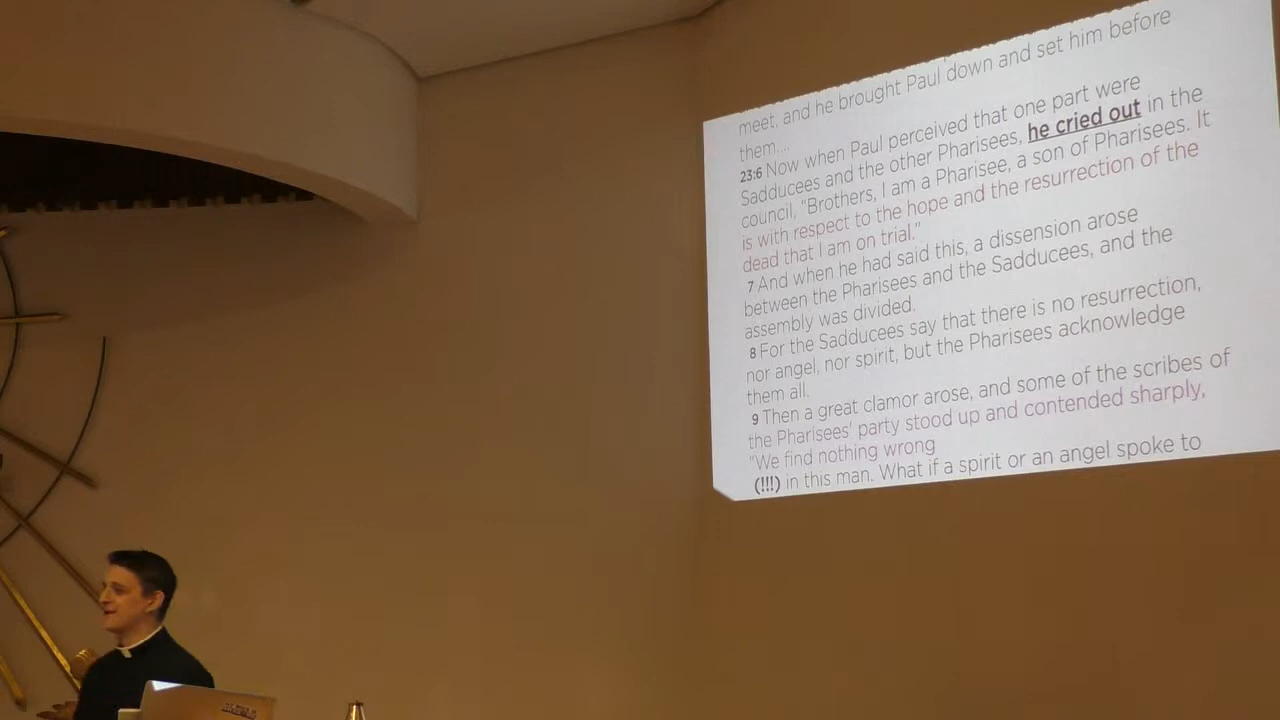 meet, and he brought Paul down and set him before
them...
23:6 Now when Paul perceived that one part were
Sadducees and the other Pharisees, he cried out in the
council, "Brothers, I am a Pharisee, a son of Pharisees. It
is with respect to the hope and the resurrection of the
dead that I am on trial."
7 And when he had said this, a dissension arose
between the Pharisees and the Sadducees, and the
assembly was divided.
8 For the Sadducees say that there is no resurrection,
nor angel, nor spirit, but the Pharisees acknowledge
them all.
9 Then a great clamor arose, and some of the scribes of
the Pharisees' party stood up and contended sharply,
"We find nothing wrong
(!!!) in this man. What if a spirit or an angel spoke to